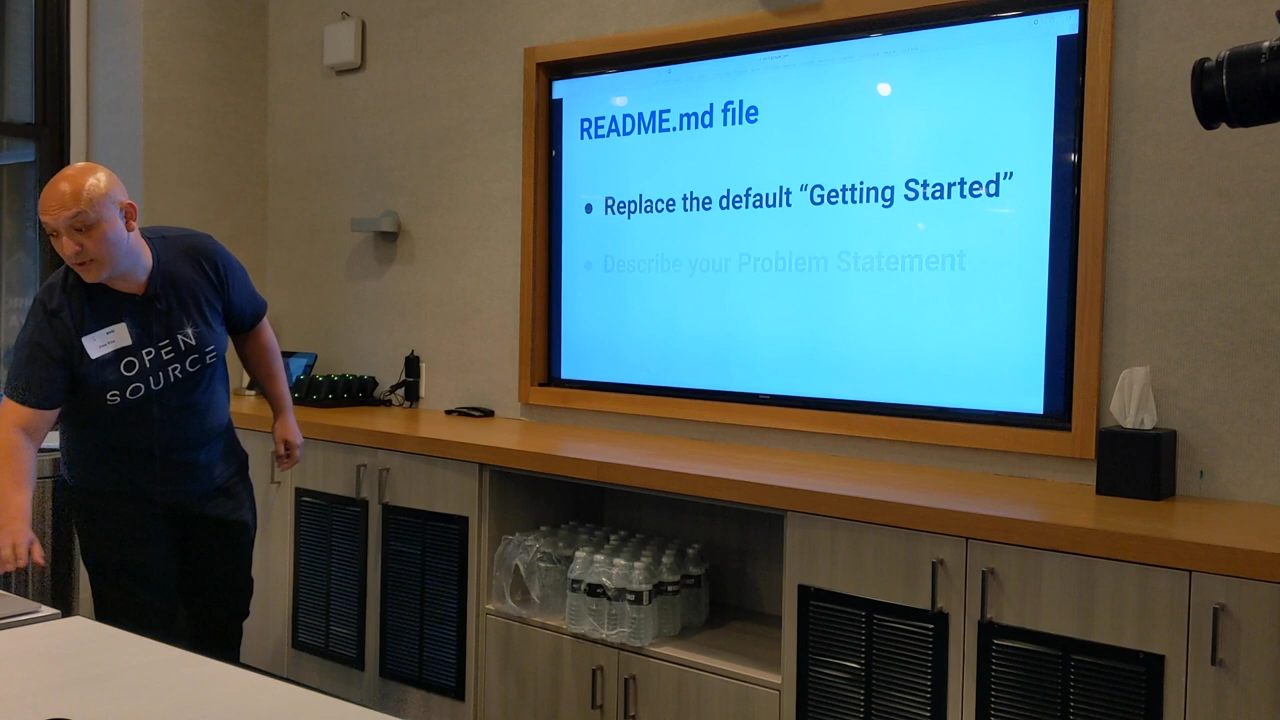 README.md file
Replace the default “Getting Started”
Describe your Problem Statement
OPEN
SOURCE